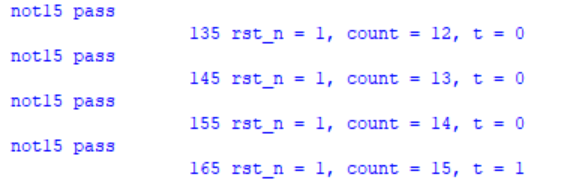 not15 pass
135 rst_n = 1, count = 12, t = 0
not15 pass
145 rst_n = 1, count = 13, t = 0
not15 pass
155 rst_n = 1, count = 14, t = 0
not15 pass
165 rst_n = 1, count = 15, t = 1